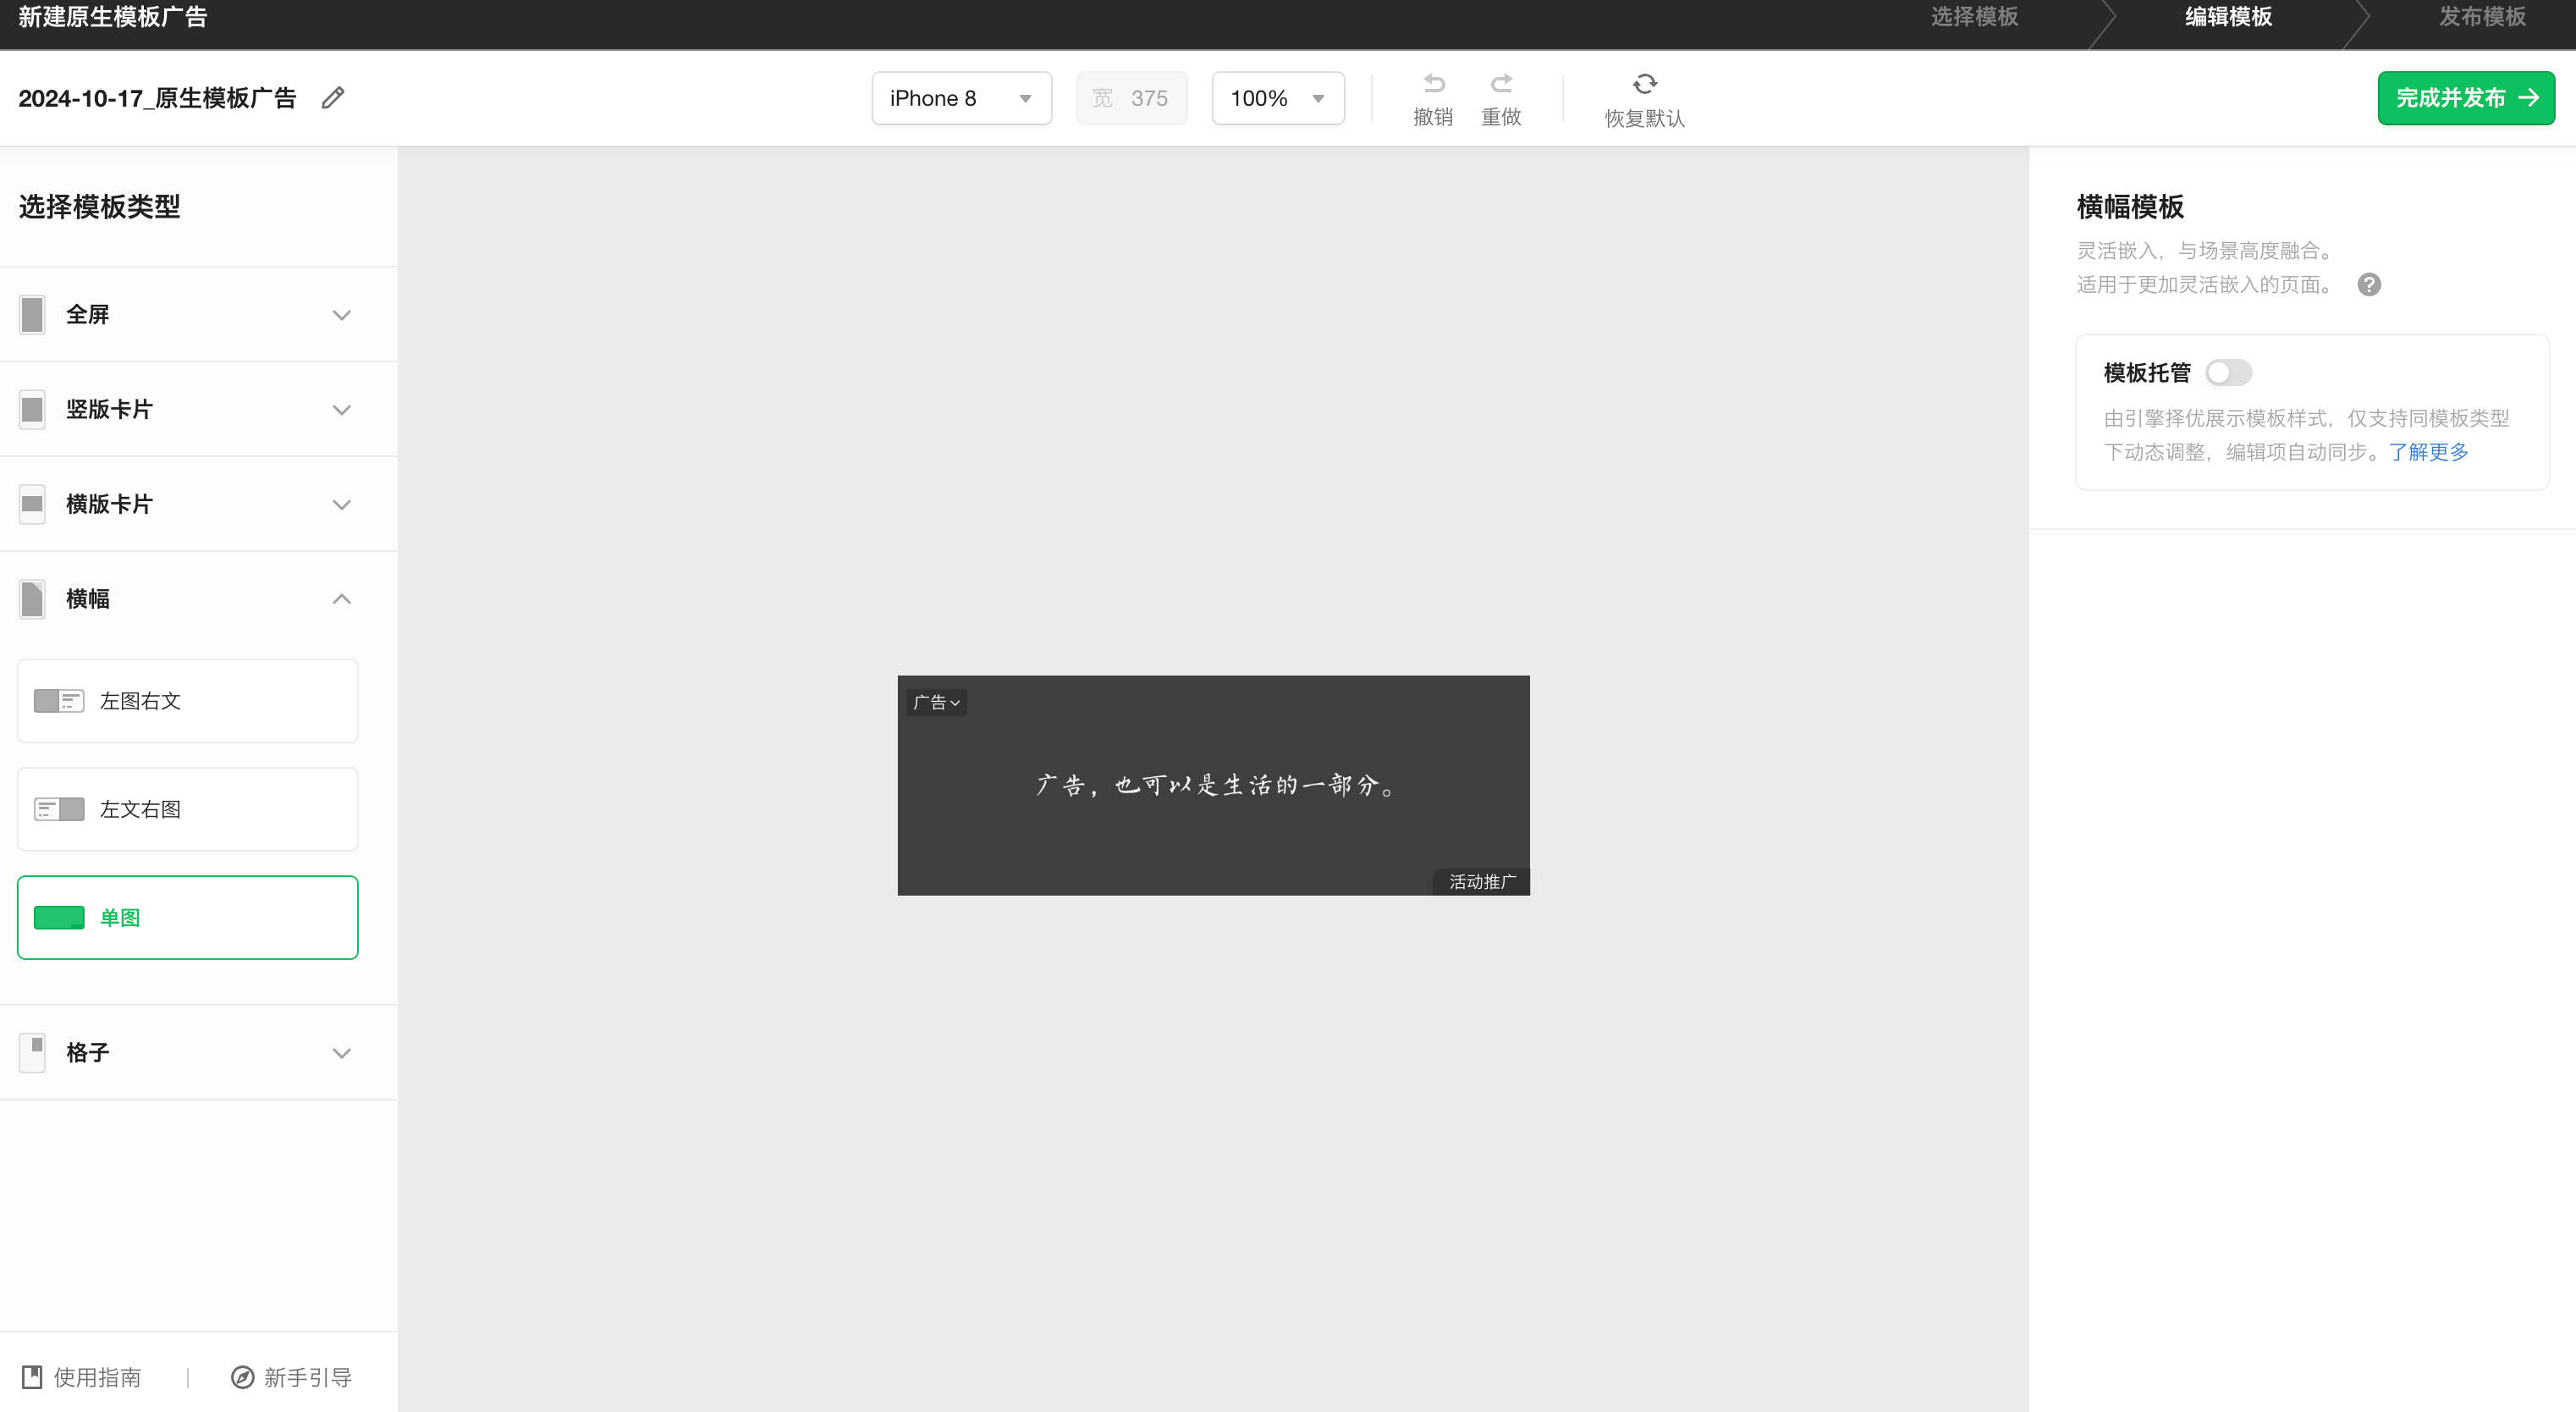 新建原生模板广告
选择模板
编辑模板
发布模板
2024-10-17_原生模板广告
iPhone 8
宽 375
100%
撤销
重做
恢复默认
完成并发布
选择模板类型
全屏
竖版卡片
横版卡片
横幅
左图右文
左文右图
单图
格子
使用指南
新手引导
广告
广告，也可以是生活的一部分。
活动推广
横幅模板
灵活嵌入，与场景高度融合。
适用于更加灵活嵌入的页面。
模板托管
由引擎择优展示模板样式，仅支持同模板类型
下动态调整，编辑项自动同步。了解更多